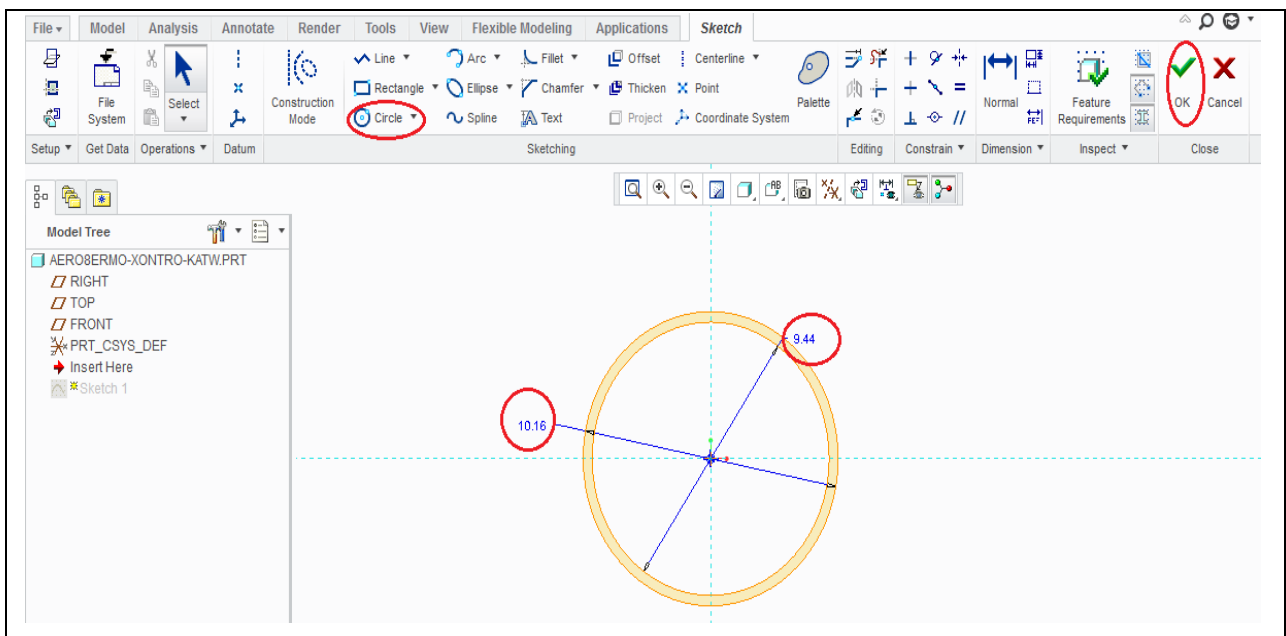 File Model Analysis Annotate Render Tools View Flexible Modeling Applications Sketch
Line Arc Fillet Offset Centerline
Rectangle Ellipse Chamfer Thicken Point
Circle Spline Text Project Coordinate System
File System
Select
Construction Mode
Palette
Normal
Feature Requirements
OK Cancel
Setup Get Data Operations Datum Sketching Editing Constrain Dimension Inspect Close
Model Tree
AERO8ERMO-XONTRO-KATW.PRT
RIGHT
TOP
FRONT
PRT_CSYS_DEF
Insert Here
Sketch 1
9.44
10.16